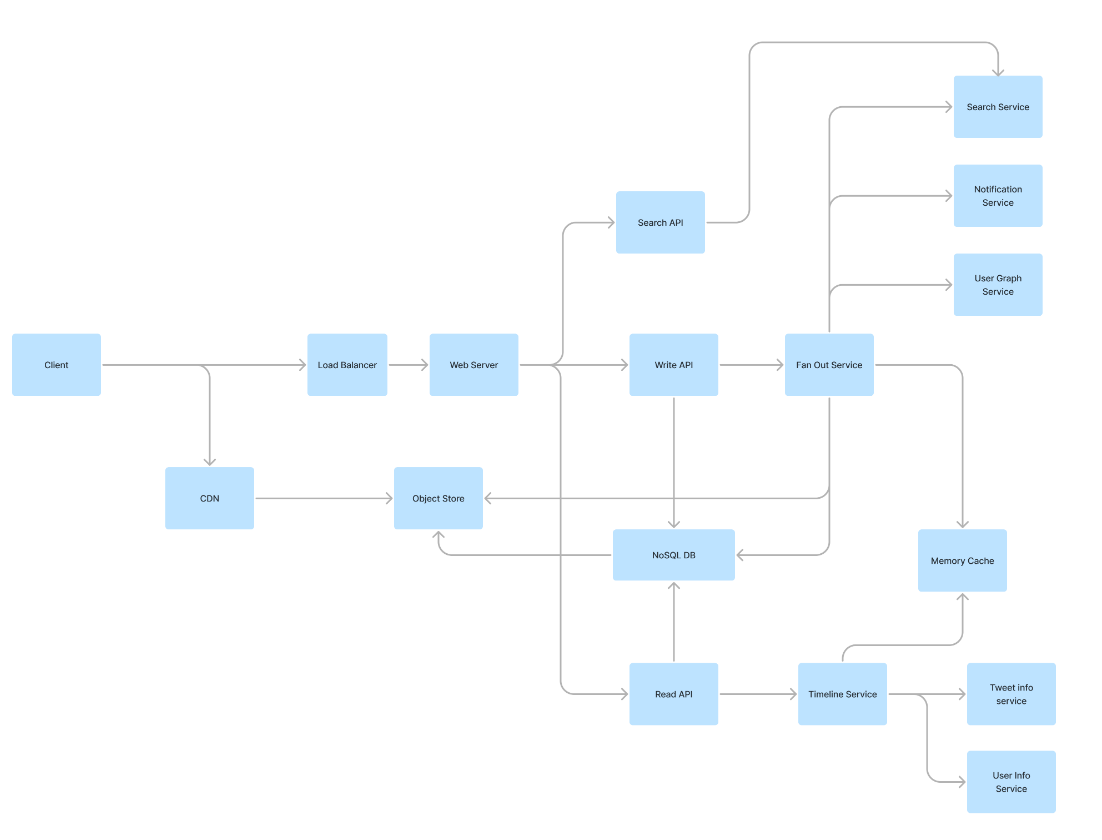 Search Service
Notification
Service
Search API
User Graph
Service
Client
Load Balancer
Web Server
Write API
Fan Out Service
CDN
Object Store
NoSQL DB
Memory Cache
Read API
Timeline Service
Tweet info
service
User Info
Service